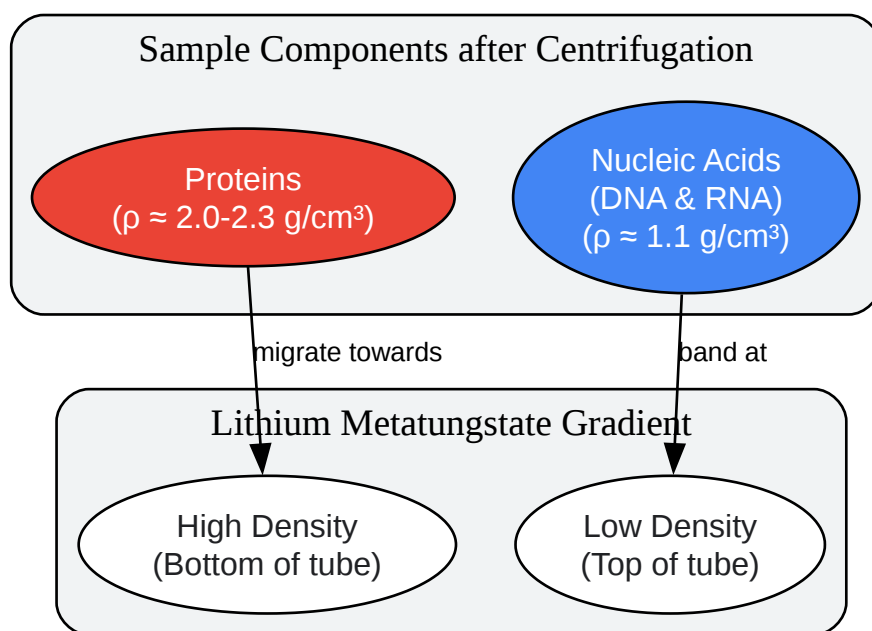 Sample Components after Centrifugation
Proteins
(ρ ≈ 2.0-2.3 g/cm³)
Nucleic Acids
(DNA & RNA)
(ρ ≈ 1.1 g/cm³)
migrate towards
band at
Lithium Metatungstate Gradient
High Density
(Bottom of tube)
Low Density
(Top of tube)